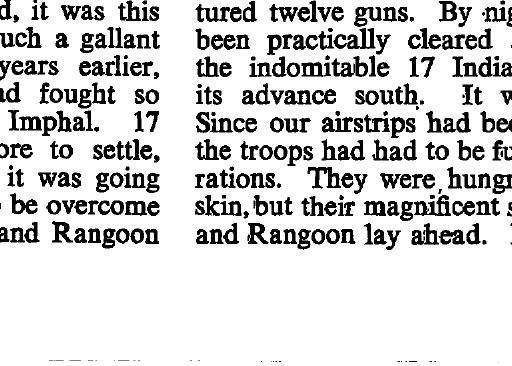 d, it was this
uch a gallant
years earlier,
ad fought so
Imphal. 17
ore to settle,
it was going
be overcome
and Rangoon
tured twelve guns. By nig
been practically cleared
the indomitable 17 India
its advance south. It w
Since our airstrips had bee
the troops had had to be fu
rations. They were hungr
skin, but their magnificent s
and Rangoon lay ahead.